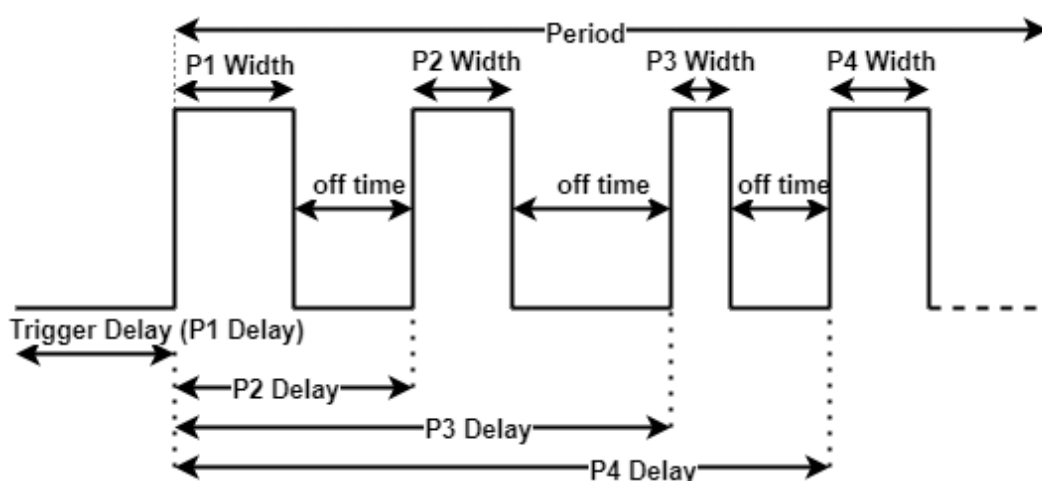 Period
P1 Width
P2 Width
P3 Width
P4 Width
off time
off time
off time
Trigger Delay (P1 Delay)
P2 Delay
P3 Delay
P4 Delay